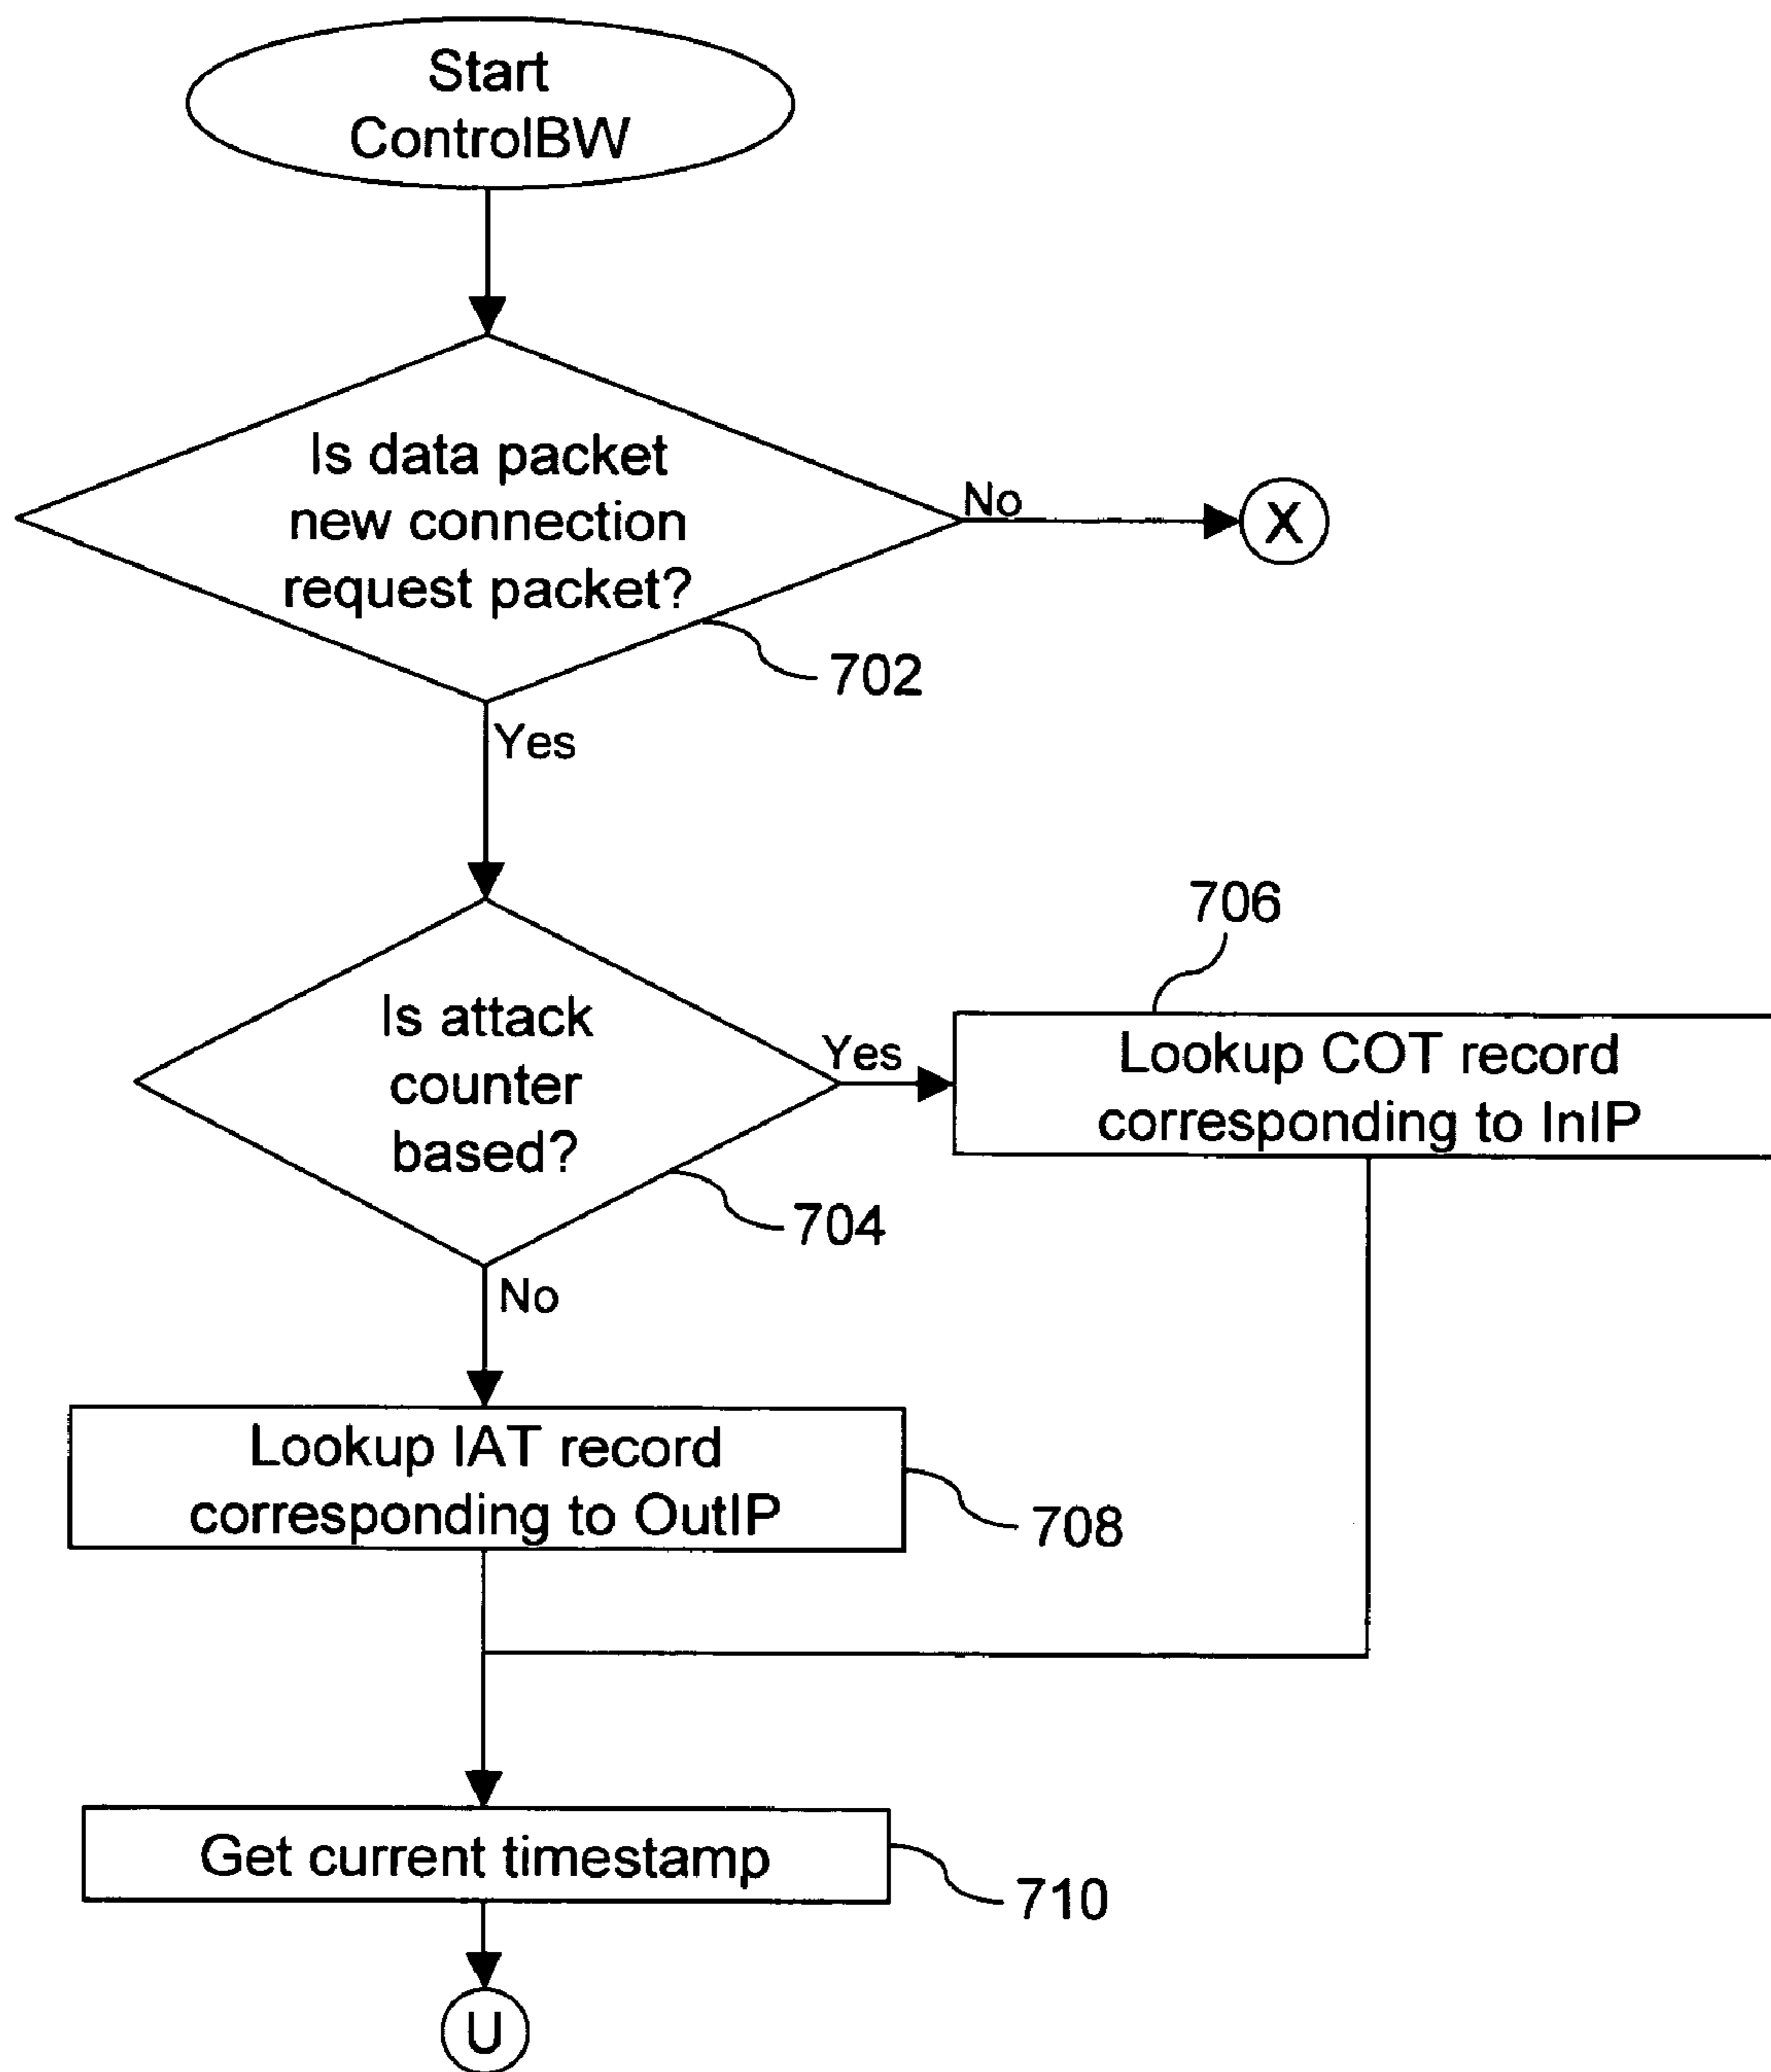 Start
ControlBW
Is data packet
new connection
request packet?
No
X
702
Yes
706
Is attack
counter
based?
Yes
Lookup COT record
corresponding to InIP
704
No
Lookup IAT record
corresponding to OutIP
708
Get current timestamp
710
U